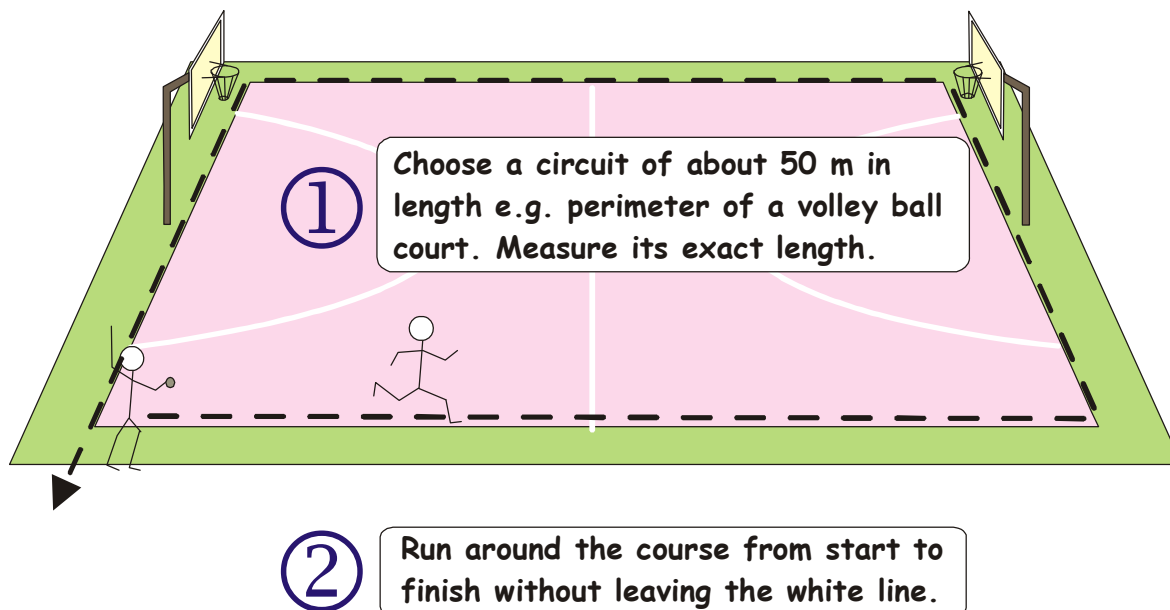 1
Choose a circuit of about 50 m in
length e.g. perimeter of a volley ball
court. Measure its exact length.
2
Run around the course from start to
finish without leaving the white line.